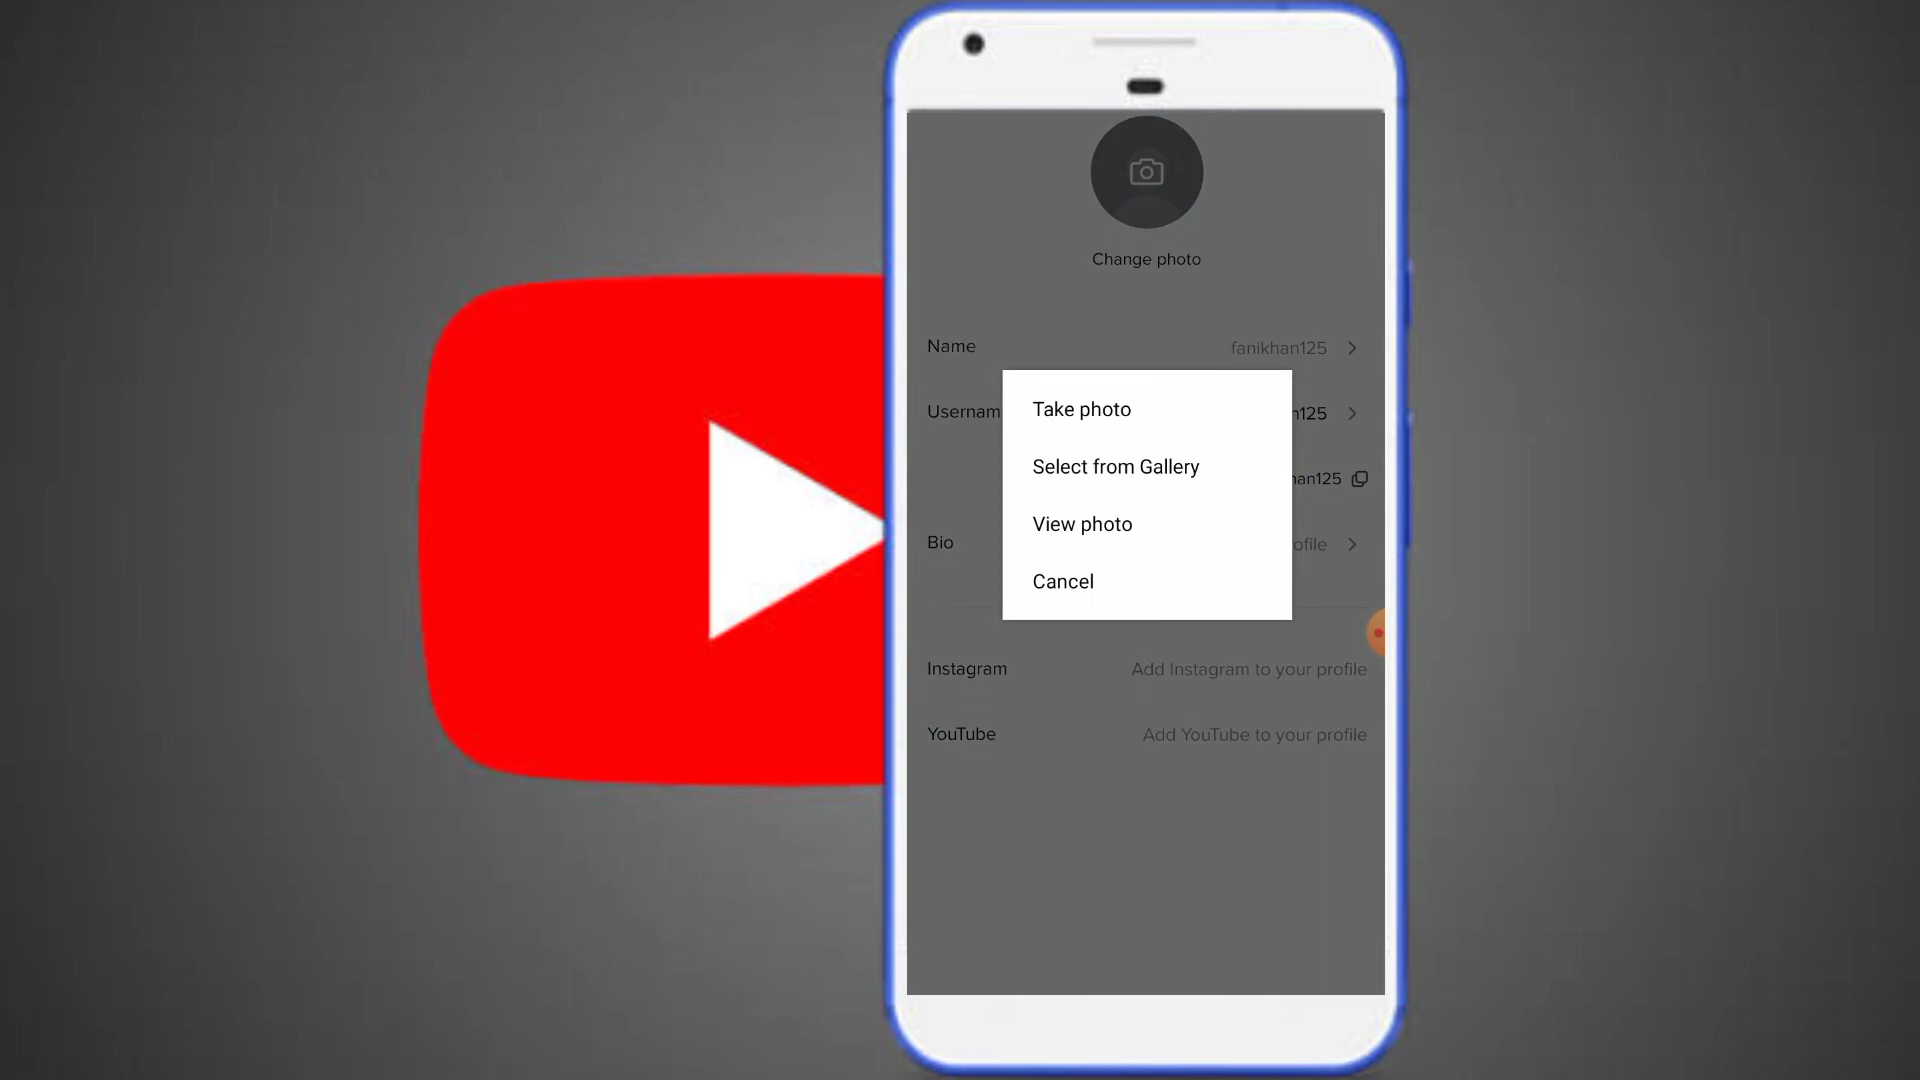 Change photo
Name fanikhan125
Usernam n125
han125
Bio ofile
Take photo
Select from Gallery
View photo
Cancel
Instagram Add Instagram to your profile
YouTube Add YouTube to your profile